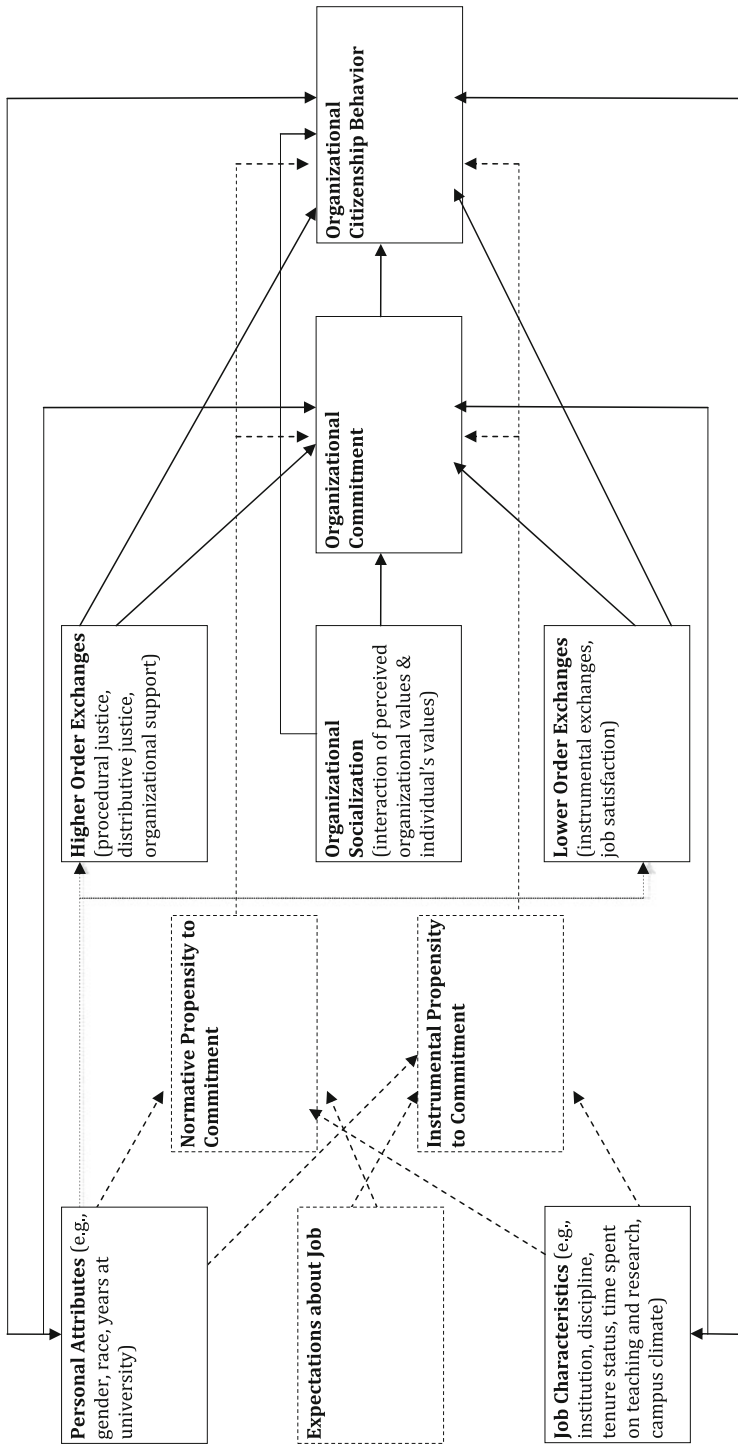 Personal Attributes (e.g.,
gender, race, years at
university)
Expectations about Job
Job Characteristics (e.g.,
institution, discipline,
tenure status, time spent
on teaching and research,
campus climate)
Normative Propensity to
Commitment
Instrumental Propensity
to Commitment
Higher Order Exchanges
(procedural justice,
distributive justice,
organizational support)
Organizational
Socialization
(interaction of perceived
organizational values &
individual’s values)
Lower Order Exchanges
(instrumental exchanges,
job satisfaction)
Organizational
Commitment
Organizational
Citizenship Behavior